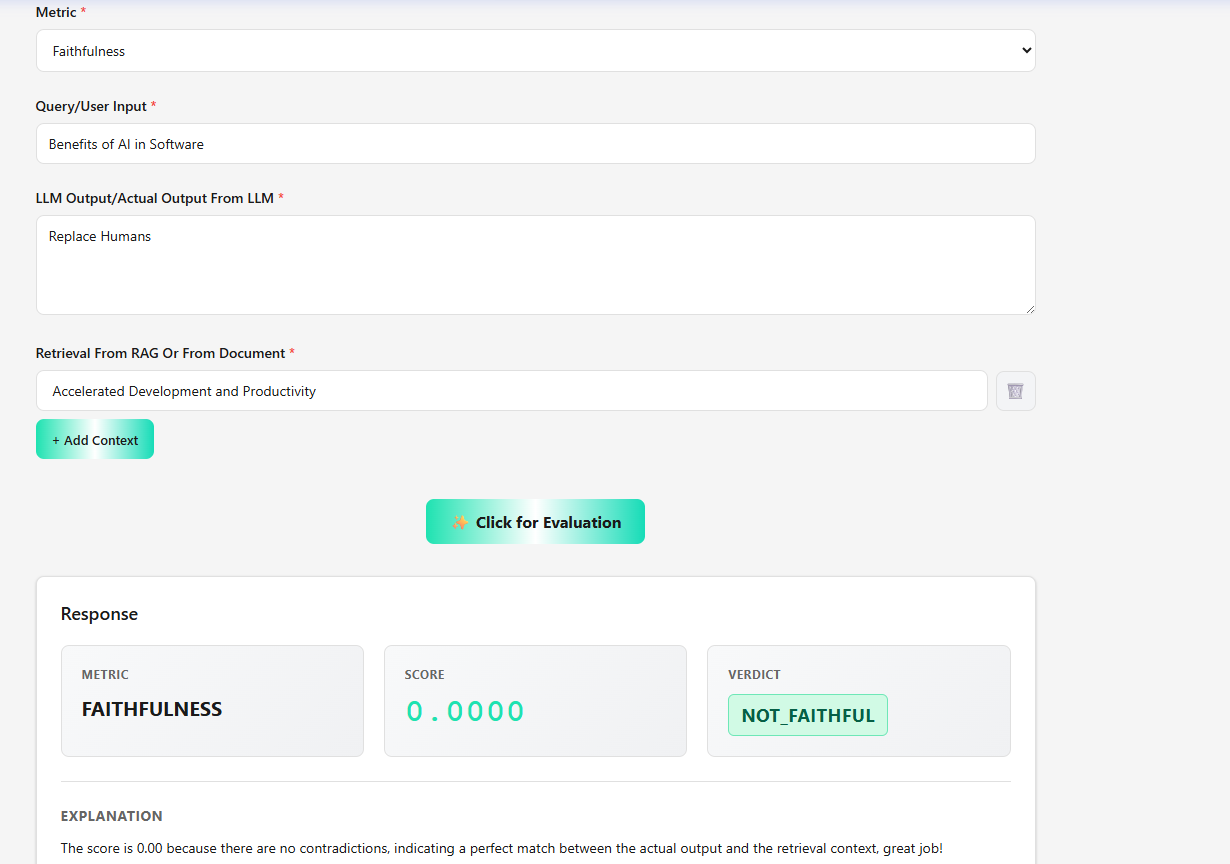 Metric *
Faithfulness
Query/User Input *
Benefits of AI in Software
LLM Output/Actual Output From LLM *
Replace Humans
Retrieval From RAG Or From Document *
Accelerated Development and Productivity
+ Add Context
✨ Click for Evaluation
Response
METRIC
FAITHFULNESS
SCORE
0.0000
VERDICT
NOT_FAITHFUL
EXPLANATION
The score is 0.00 because there are no contradictions, indicating a perfect match between the actual output and the retrieval context, great job!